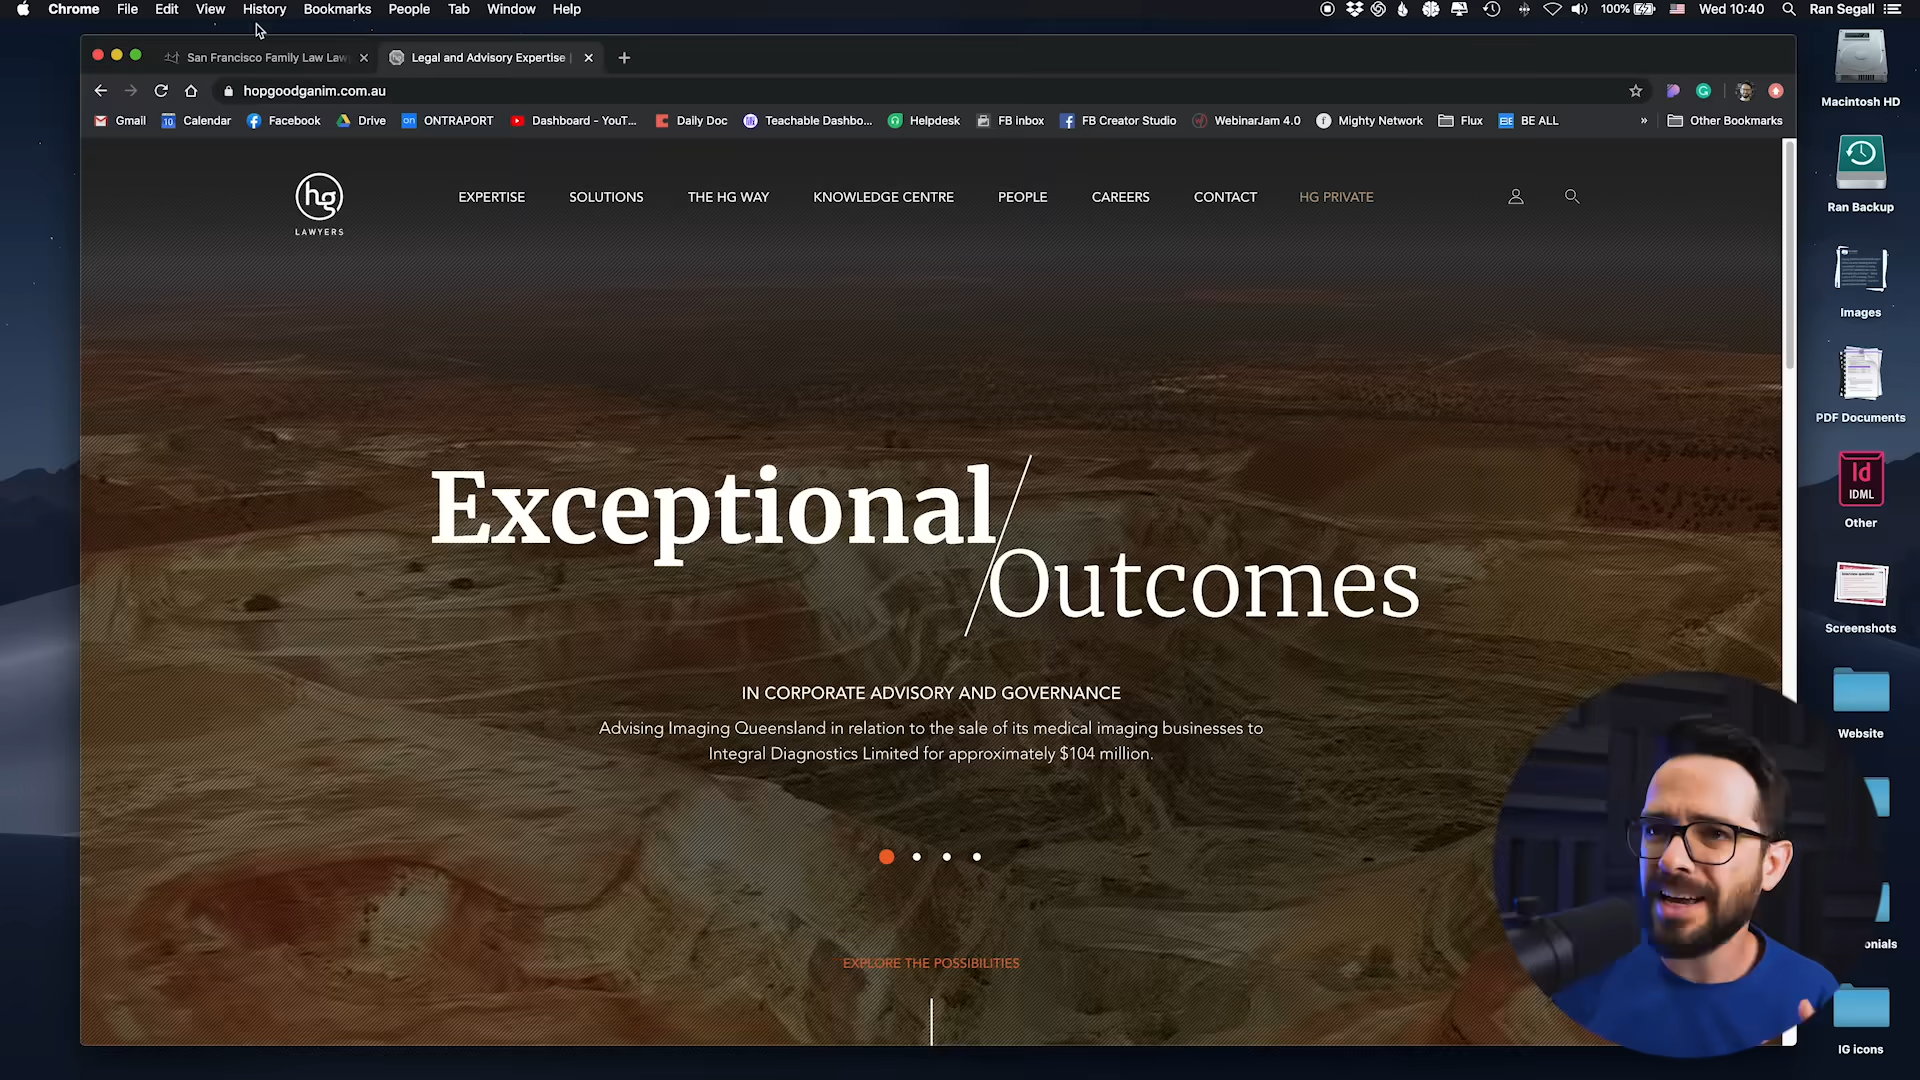 Chrome File Edit View History Bookmarks People Tab Window Help
100% Wed 10:40 Ran Segall
San Francisco Family Law Law
Legal and Advisory Expertise |
hopgoodganim.com.au
Gmail Calendar Facebook Drive ONTRAPORT Dashboard - YouT... Daily Doc Teachable Dashbo... Helpdesk FB inbox FB Creator Studio WebinarJam 4.0 Mighty Network Flux BE ALL » Other Bookmarks
hg
LAWYERS
EXPERTISE SOLUTIONS THE HG WAY KNOWLEDGE CENTRE PEOPLE CAREERS CONTACT HG PRIVATE
Exceptional
Outcomes
IN CORPORATE ADVISORY AND GOVERNANCE
Advising Imaging Queensland in relation to the sale of its medical imaging businesses to
Integral Diagnostics Limited for approximately $104 million.
EXPLORE THE POSSIBILITIES
Macintosh HD
Ran Backup
Images
PDF Documents
Id
IDML
Other
Screenshots
Website
onials
IG icons